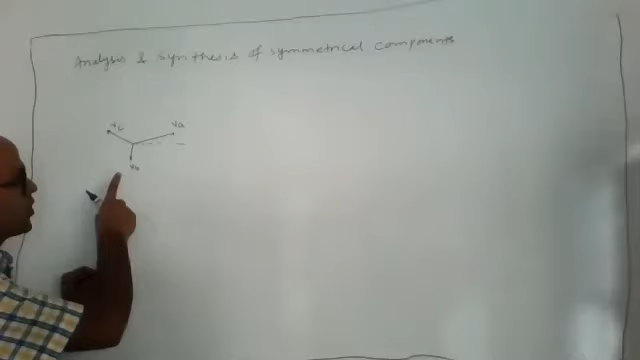 Analysis & synthesis of symmetrical components
Vc
Va
Vb